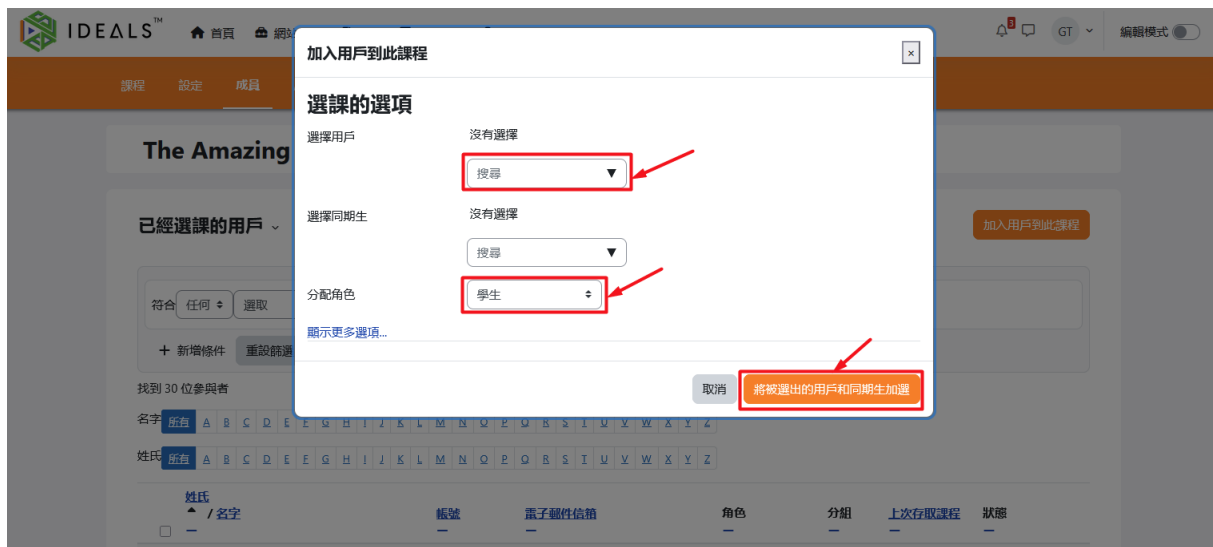 IDEALS™ 首頁 網站 3 GT 編輯模式
加入用戶到此課程 ×
課程 設定 成員
選課的選項
選擇用戶 沒有選擇
The Amazing
搜尋 ▼
選擇同期生 沒有選擇
已經選課的用戶 加入用戶到此課程
搜尋 ▼
分配角色 學生
符合 任何 選取
顯示更多選項...
+ 新增條件 重設篩選
取消 將被選出的用戶和同期生加選
找到 30 位參與者
名字 所有 A B C D E F G H I J K L M N O P Q R S T U V W X Y Z
姓氏 所有 A B C D E F G H I J K L M N O P Q R S T U V W X Y Z
姓氏
/ 名字 帳號 電子郵件信箱 角色 分組 上次存取課程 狀態